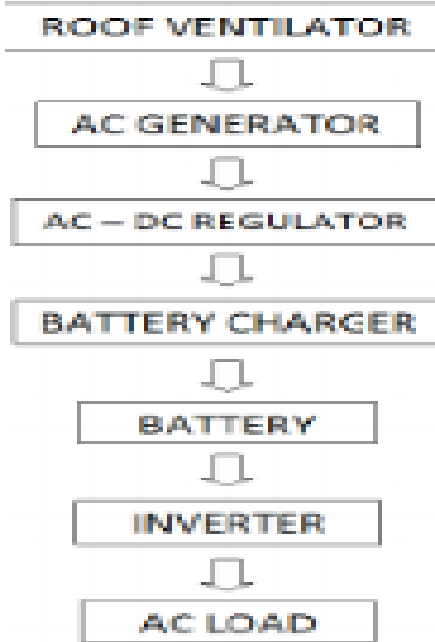 ROOF VENTILATOR
AC GENERATOR
AC – DC REGULATOR
BATTERY CHARGER
BATTERY
INVERTER
AC LOAD